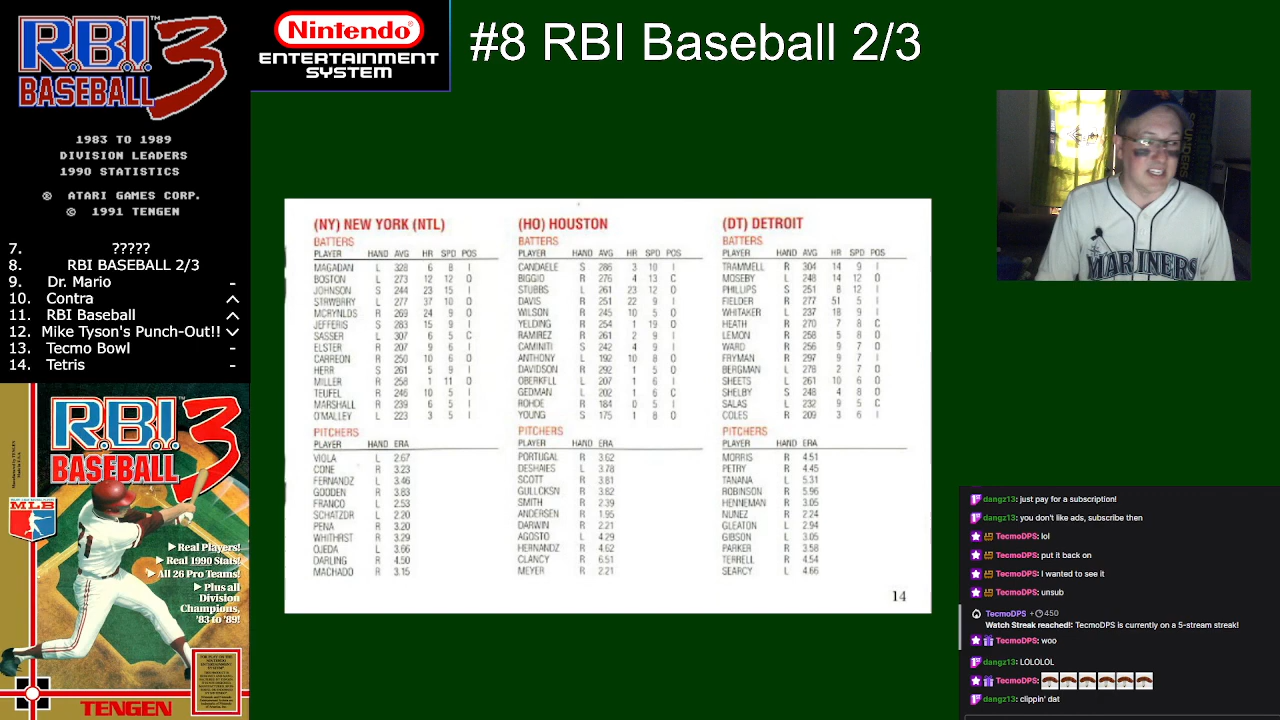 R.B.I. 3
BASEBALL
1983 TO 1989
DIVISION LEADERS
1990 STATISTICS
® ATARI GAMES CORP.
© 1991 TENGEN
Nintendo®
ENTERTAINMENT
SYSTEM
#8 RBI Baseball 2/3
7. ?????
8. RBI BASEBALL 2/3
9. Dr. Mario -
10. Contra ^
11. RBI Baseball ^
12. Mike Tyson's Punch-Out!! v
13. Tecmo Bowl -
14. Tetris -
R.B.I. 3
BASEBALL
MLB
Real Players!
Real 1990 Stats!
All 26 Pro Teams!
Plus all
Division
Champions,
'83 to '89!
TENGEN
(NY) NEW YORK (NTL)
BATTERS
PLAYER HAND AVG HR SPD POS
MAGADAN L 328 6 8 I
BOSTON L 273 12 12 O
JOHNSON S 244 23 15 I
STRWBRRY L 277 37 10 O
MCRYNLDS R 269 24 9 O
JEFFERIS S 283 15 9 I
SASSER L 307 6 5 C
ELSTER R 207 9 6 I
CARREON R 250 10 6 O
HERR S 261 5 9 I
MILLER R 258 1 11 O
TEUFEL R 246 10 5 I
MARSHALL R 239 6 5 I
O'MALLEY L 223 3 5 I
PITCHERS
PLAYER HAND ERA
VIOLA L 2.67
CONE R 3.23
FERNANDZ L 3.46
GOODEN R 3.83
FRANCO L 2.53
SCHATZDR L 2.20
PENA R 3.20
WHITHRST R 3.29
OJEDA L 3.66
DARLING R 4.50
MACHADO R 3.15
(HO) HOUSTON
BATTERS
PLAYER HAND AVG HR SPD POS
CANDAELE S 286 3 10 I
BIGGIO R 276 4 13 C
STUBBS L 261 23 12 O
DAVIS R 251 22 9 I
WILSON R 245 10 5 O
YELDING R 254 1 19 O
RAMIREZ R 261 2 9 I
CAMINITI S 242 4 9 I
ANTHONY L 192 10 8 O
DAVIDSON R 292 1 5 O
OBERKFLL L 207 1 6 I
GEDMAN L 202 1 6 C
ROHDE R 184 0 5 I
YOUNG S 175 1 8 O
PITCHERS
PLAYER HAND ERA
PORTUGAL R 3.62
DESHAIES L 3.78
SCOTT R 3.81
GULLCKSN R 3.82
SMITH R 2.39
ANDERSEN R 1.95
DARWIN R 2.21
AGOSTO L 4.29
HERNANDZ R 4.62
CLANCY R 6.51
MEYER R 2.21
(DT) DETROIT
BATTERS
PLAYER HAND AVG HR SPD POS
TRAMMELL R 304 14 9 I
MOSEBY L 248 14 12 O
PHILLIPS S 251 8 12 I
FIELDER R 277 51 5 I
WHITAKER L 237 18 9 I
HEATH R 270 7 8 C
LEMON R 258 5 8 O
WARD R 256 9 7 O
FRYMAN R 297 9 7 I
BERGMAN L 278 2 7 O
SHEETS L 261 10 6 O
SHELBY S 248 4 8 O
SALAS L 232 9 5 C
COLES R 209 3 6 I
PITCHERS
PLAYER HAND ERA
MORRIS R 4.51
PETRY R 4.45
TANANA L 5.31
ROBINSON R 5.96
HENNEMAN R 3.05
NUNEZ R 2.24
GLEATON L 2.94
GIBSON L 3.05
PARKER R 3.58
TERRELL R 4.54
SEARCY L 4.66
14
SOUNDERS
MARINERS
dangz13: just pay for a subscription!
dangz13: you don't like ads, subscribe then
TecmoDPS: lol
TecmoDPS: put it back on
TecmoDPS: I wanted to see it
TecmoDPS: unsub
TecmoDPS + 450
Watch Streak reached!: TecmoDPS is currently on a 5-stream streak!
TecmoDPS: woo
dangz13: LOLOLOL
TecmoDPS:
dangz13: clippin' dat